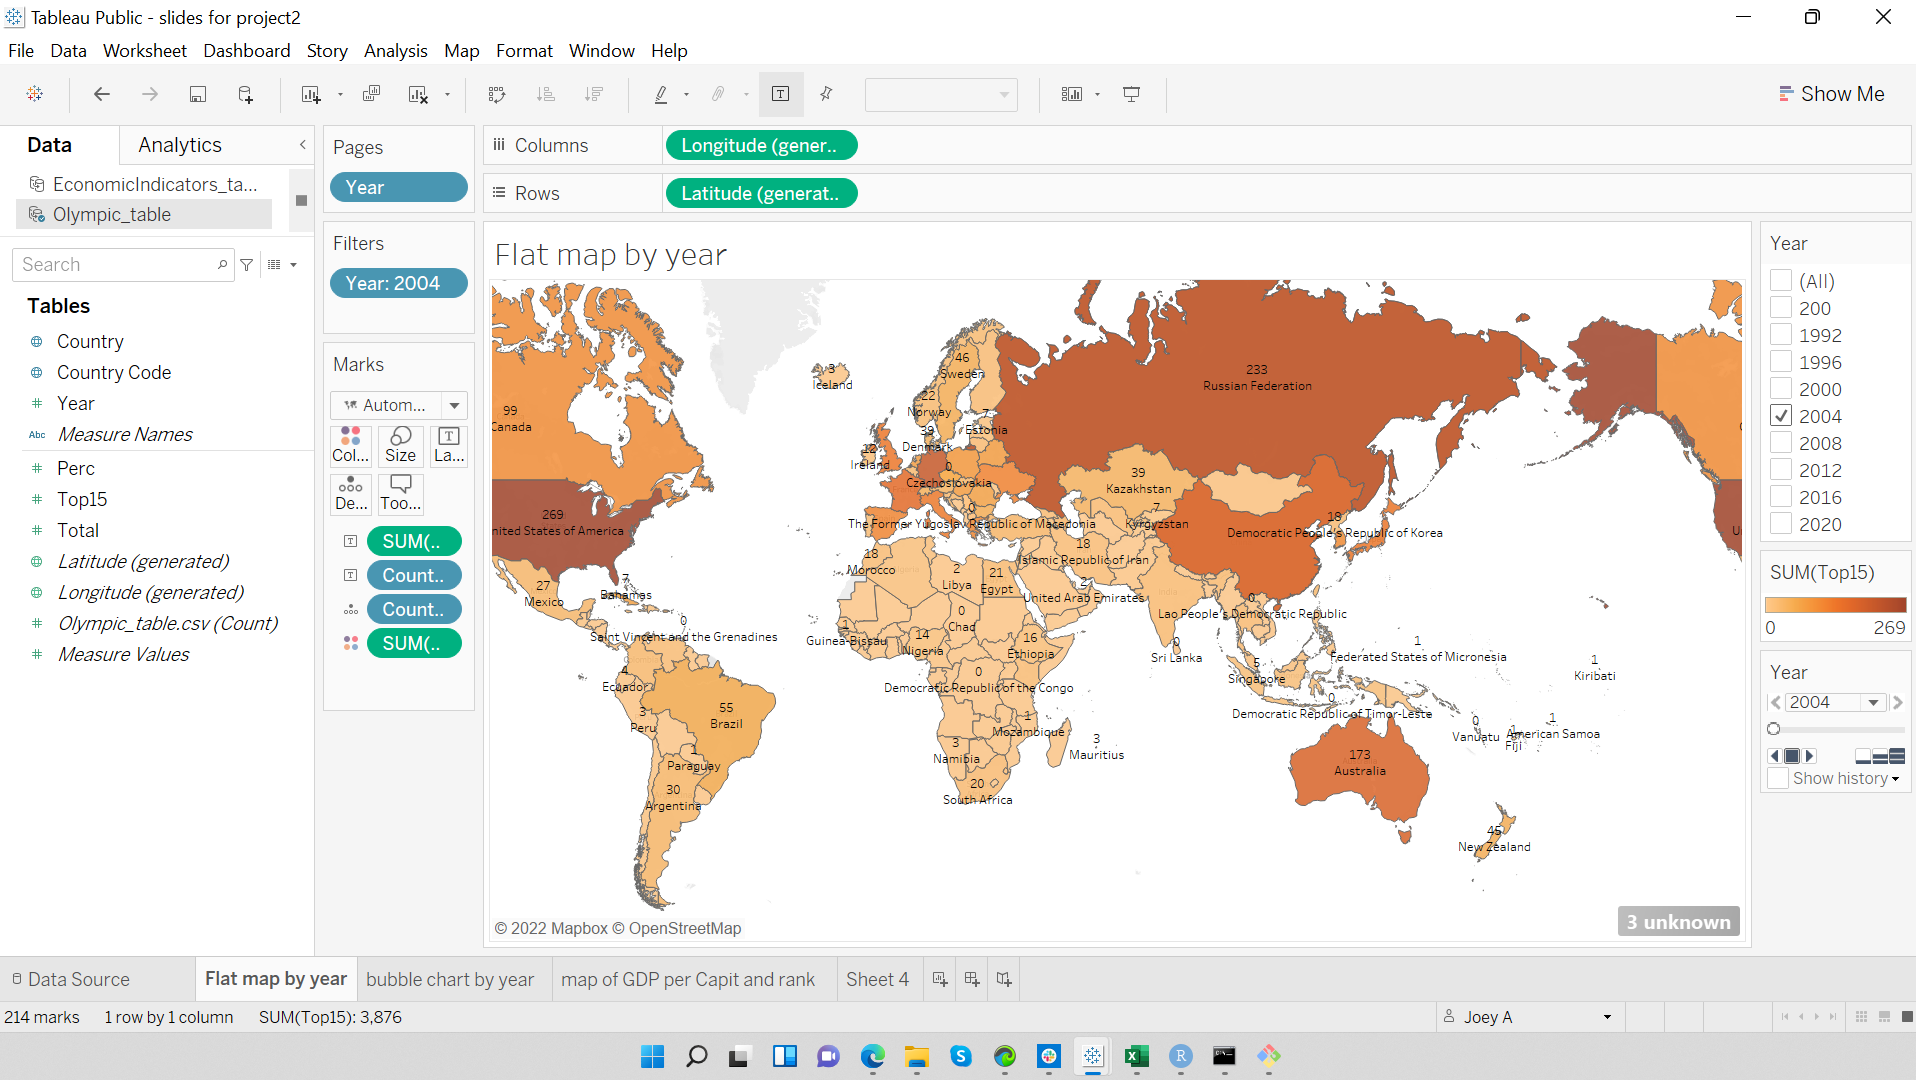 Tableau Public - slides for project2
File Data Worksheet Dashboard Story Analysis Map Format Window Help
Show Me
Data Analytics
EconomicIndicators_ta...
Olympic_table
Search
Tables
Country
Country Code
Year
Abc Measure Names
Perc
Top15
Total
Latitude (generated)
Longitude (generated)
Olympic_table.csv (Count)
Measure Values
Pages
Year
Filters
Year: 2004
Marks
Autom...
Col... Size La...
De... Too...
SUM(..
Count..
Count..
SUM(..
Columns Longitude (gener..
Rows Latitude (generat..
Flat map by year
233
Russian Federation
46
Sweden
3
Iceland
22
Norway
99
Canada
7
Estonia
39
Denmark
12
Ireland
0
Czechoslovakia
39
Kazakhstan
269
nited States of America
0
The Former Yugoslav Republic of Macedonia
7
Kyrgyzstan
18
Democratic People's Republic of Korea
18
Islamic Republic of Iran
18
Morocco
2
Libya
21
Egypt
27
Mexico
7
Bahamas
2
United Arab Emirates
0
Lao People's Democratic Republic
0
Chad
0
Saint Vincent and the Grenadines
1
Guinea-Bissau
14
Nigeria
16
Ethiopia
0
Sri Lanka
1
Federated States of Micronesia
5
Singapore
1
Kiribati
4
Ecuador
0
Democratic Republic of the Congo
0
Democratic Republic of Timor-Leste
55
Brazil
3
Peru
1
Mozambique
0
Vanuatu
1
Fiji
1
American Samoa
3
Mauritius
3
Namibia
1
Paraguay
173
Australia
20
South Africa
30
Argentina
45
New Zealand
© 2022 Mapbox © OpenStreetMap
3 unknown
Year
(All)
200
1992
1996
2000
2004
2008
2012
2016
2020
SUM(Top15)
0 269
Year
2004
Show history
Data Source Flat map by year bubble chart by year map of GDP per Capit and rank Sheet 4
214 marks 1 row by 1 column SUM(Top15): 3,876
Joey A